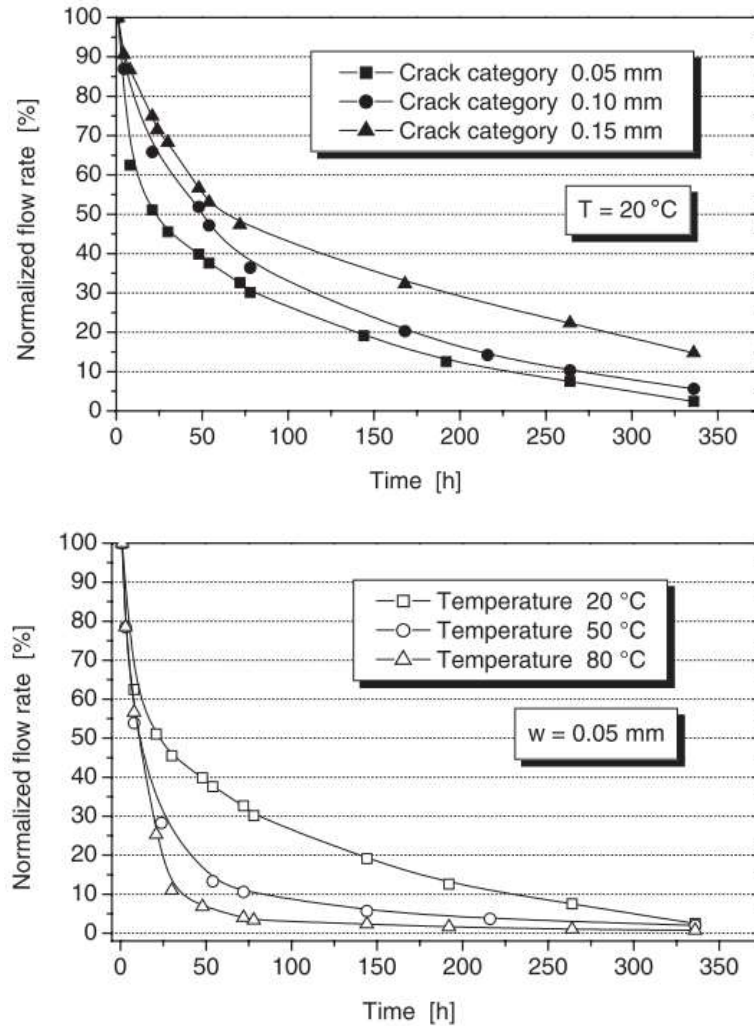 100
90
80
70
60
50
40
30
20
10
0
Normalized flow rate [%]
Crack category 0.05 mm
Crack category 0.10 mm
Crack category 0.15 mm
T = 20 °C
0 50 100 150 200 250 300 350
Time [h]
100
90
80
70
60
50
40
30
20
10
0
Normalized flow rate [%]
Temperature 20 °C
Temperature 50 °C
Temperature 80 °C
w = 0.05 mm
0 50 100 150 200 250 300 350
Time [h]